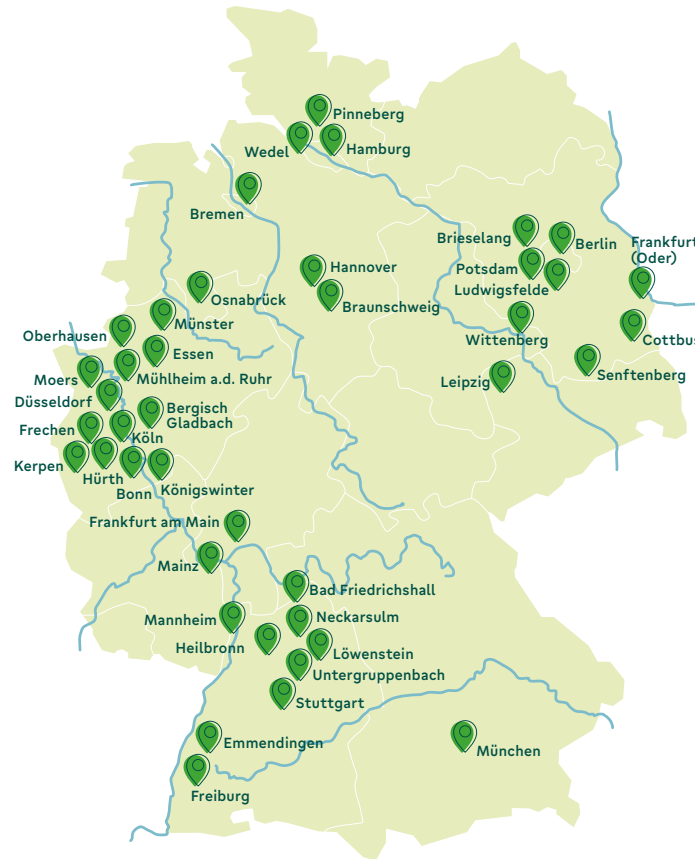 Pinneberg
Wedel
Hamburg
Bremen
Brieselang
Berlin
Frankfurt
(Oder)
Hannover
Potsdam
Ludwigsfelde
Osnabrück
Braunschweig
Münster
Oberhausen
Wittenberg
Cottbus
Essen
Mühlheim a.d. Ruhr
Moers
Leipzig
Senftenberg
Düsseldorf
Bergisch
Gladbach
Frechen
Köln
Kerpen
Hürth
Bonn
Königswinter
Frankfurt am Main
Mainz
Bad Friedrichshall
Mannheim
Neckarsulm
Heilbronn
Löwenstein
Untergruppenbach
Stuttgart
Emmendingen
München
Freiburg